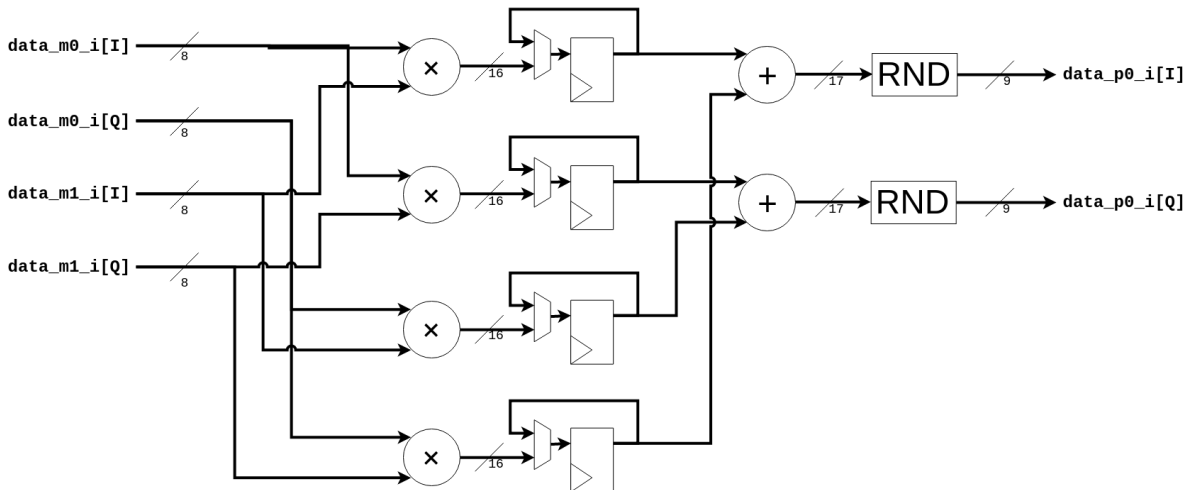 data_m0_i[I]
8
×
16
+
17
RND
9
data_p0_i[I]
data_m0_i[Q]
8
data_m1_i[I]
8
×
16
+
17
RND
9
data_p0_i[Q]
data_m1_i[Q]
8
×
16
×
16